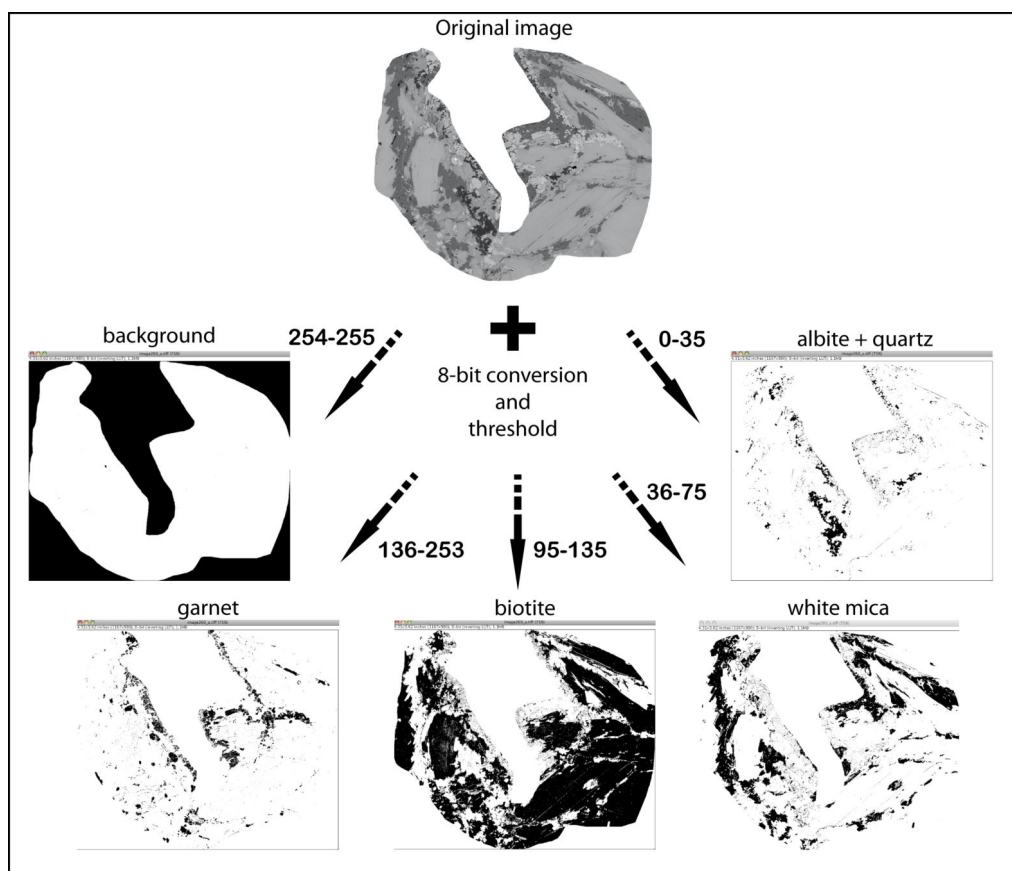 Original image
background
254-255
0-35
albite + quartz
8-bit conversion
and
threshold
36-75
136-253
95-135
garnet
biotite
white mica